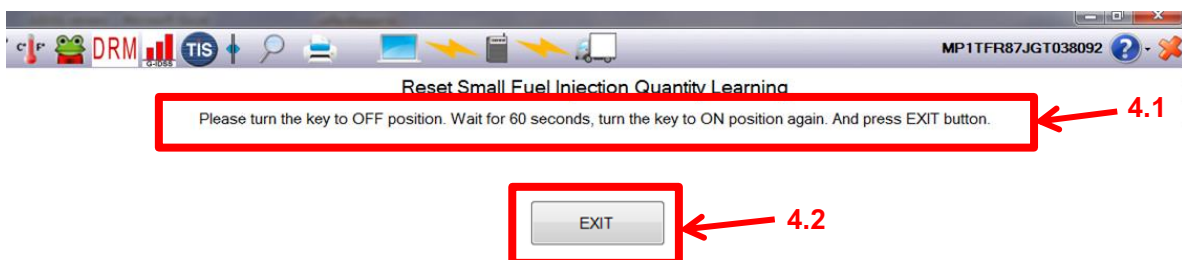 C° F°
DRM
G-IDSS
TIS
MP1TFR87JGT038092
?
Reset Small Fuel Injection Quantity Learning
Please turn the key to OFF position. Wait for 60 seconds, turn the key to ON position again. And press EXIT button.
4.1
EXIT
4.2